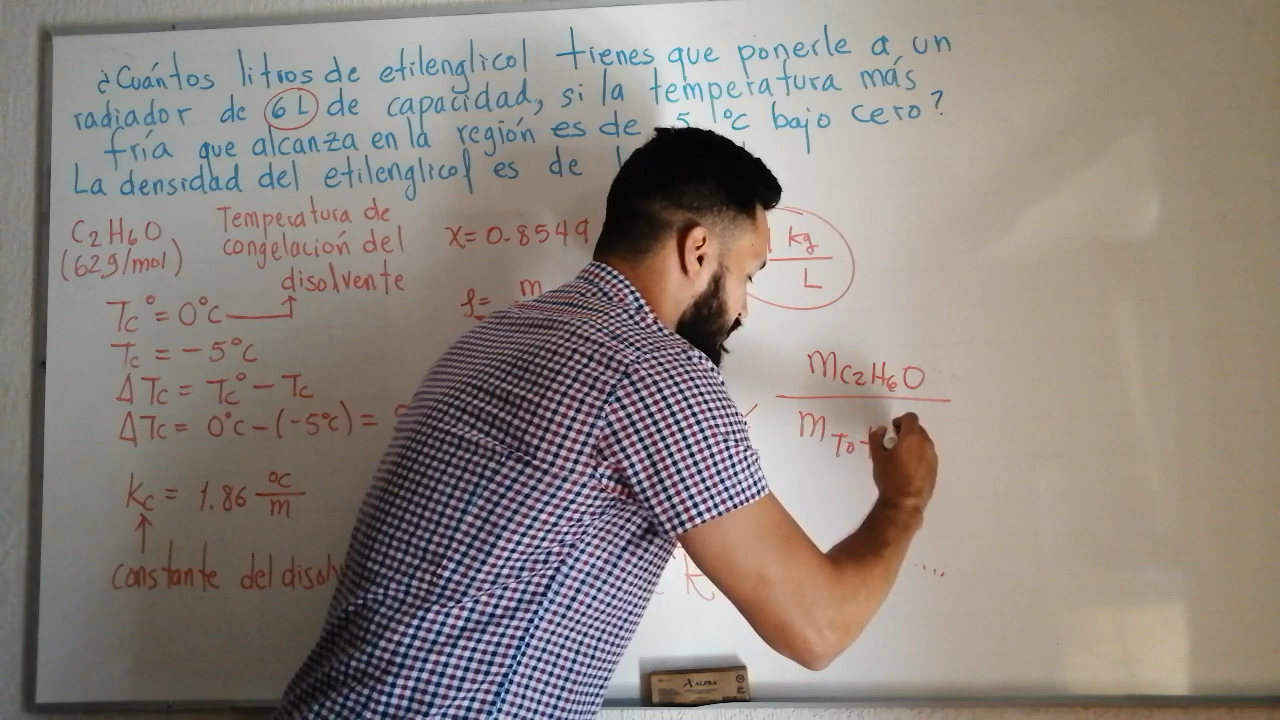 ¿Cuántos litros de etilenglicol tienes que ponerle a un
radiador de 6 L de capacidad, si la temperatura más
fría que alcanza en la región es de 5 °C bajo cero?
La densidad del etilenglicol es de
C2H6O
(62g/mol)
Temperatura de
congelación del
disolvente
Tc° = 0°C
Tc = -5°C
ΔTc = Tc° - Tc
ΔTc = 0°C - (-5°C) =
Kc = 1.86 °C/m
constante del disolv
X = 0.8549
ρ = m
kg/L
mC2H6O
mTot
ALFRA